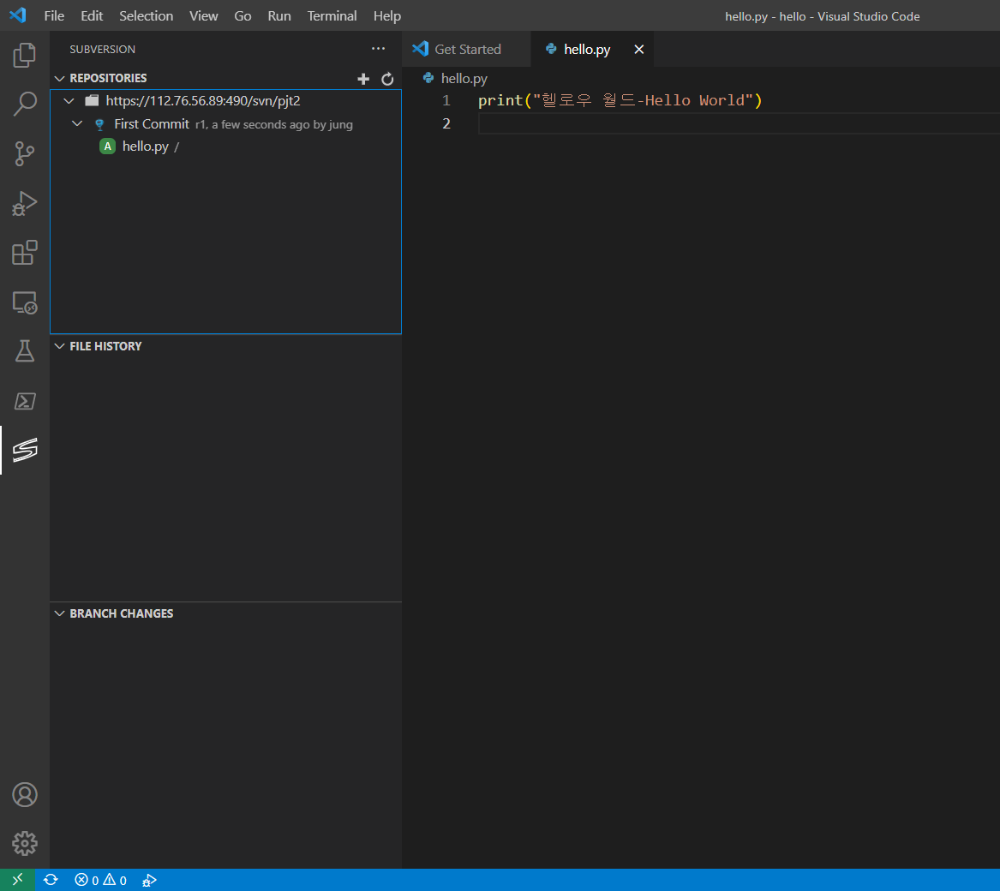 File Edit Selection View Go Run Terminal Help
hello.py - hello - Visual Studio Code
SUBVERSION
REPOSITORIES
https://112.76.56.89:490/svn/pjt2
First Commit r1, a few seconds ago by jung
A hello.py /
FILE HISTORY
BRANCH CHANGES
Get Started
hello.py
hello.py
1 print("헬로우 월드-Hello World")
2
0 0